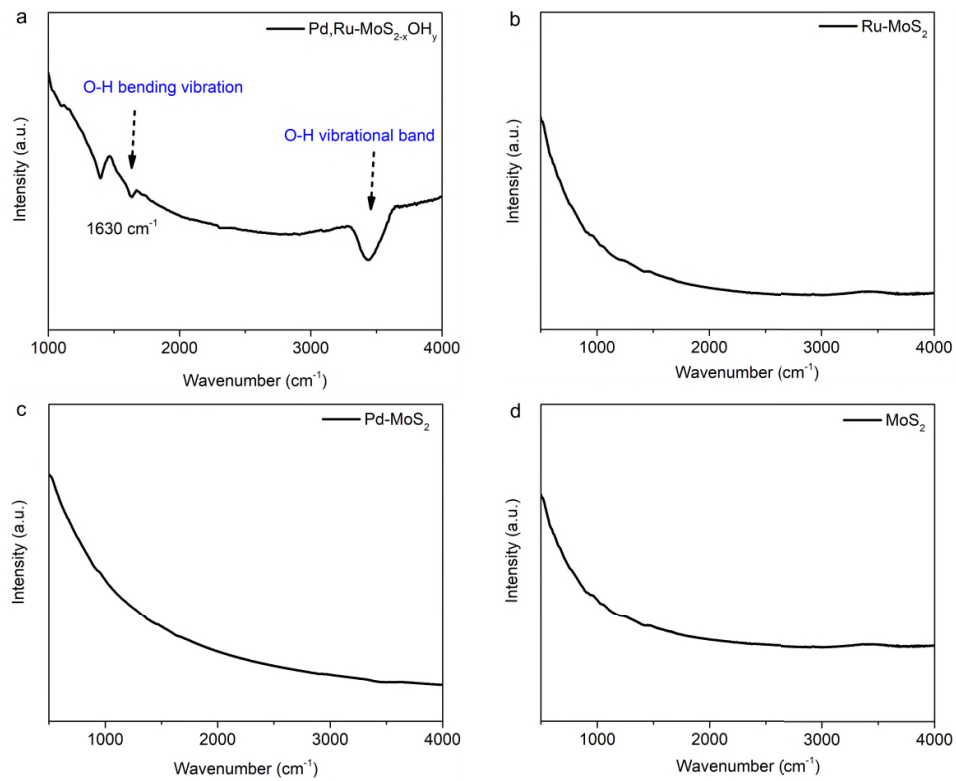 a
Pd,Ru-MoS₂₋ₓOHᵧ
O-H bending vibration
O-H vibrational band
1630 cm⁻¹
Intensity (a.u.)
1000 2000 3000 4000
Wavenumber (cm⁻¹)
b
Ru-MoS₂
Intensity (a.u.)
1000 2000 3000 4000
Wavenumber (cm⁻¹)
c
Pd-MoS₂
Intensity (a.u.)
1000 2000 3000 4000
Wavenumber (cm⁻¹)
d
MoS₂
Intensity (a.u.)
1000 2000 3000 4000
Wavenumber (cm⁻¹)